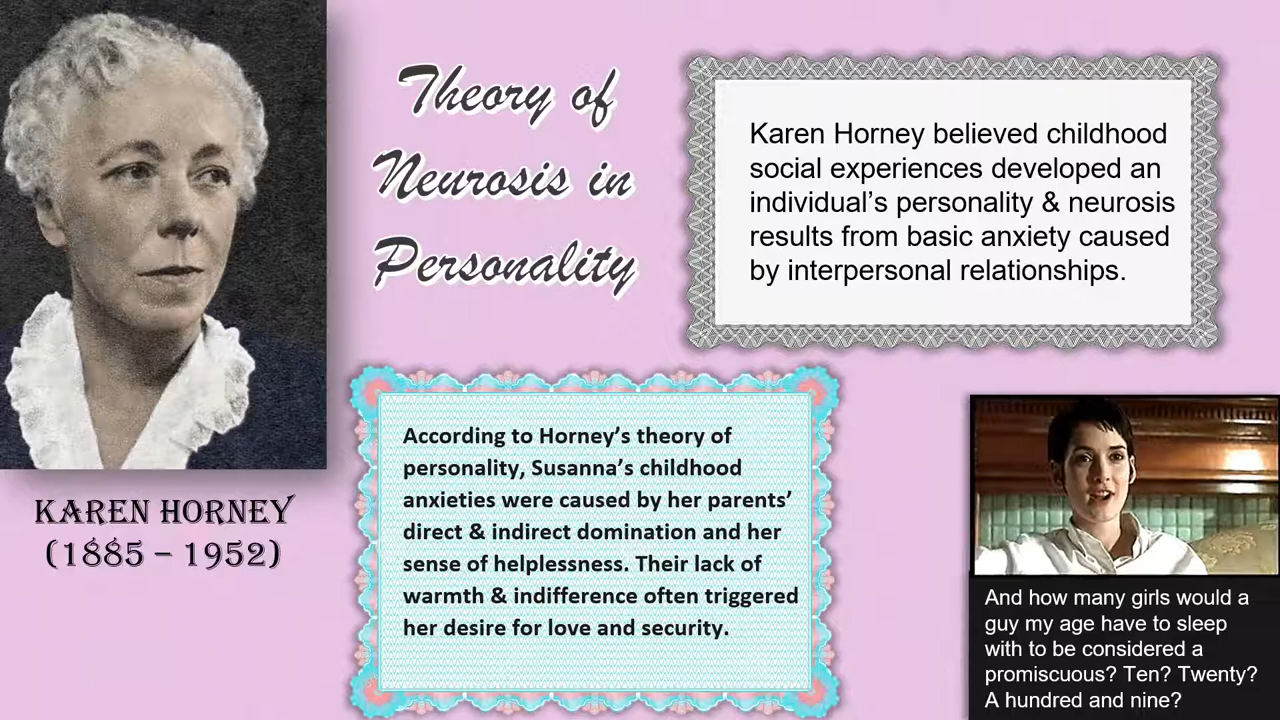 Theory of
Neurosis in
Personality
Karen Horney believed childhood
social experiences developed an
individual's personality & neurosis
results from basic anxiety caused
by interpersonal relationships.
KAREN HORNEY
(1885 – 1952)
According to Horney's theory of
personality, Susanna's childhood
anxieties were caused by her parents'
direct & indirect domination and her
sense of helplessness. Their lack of
warmth & indifference often triggered
her desire for love and security.
And how many girls would a
guy my age have to sleep
with to be considered a
promiscuous? Ten? Twenty?
A hundred and nine?